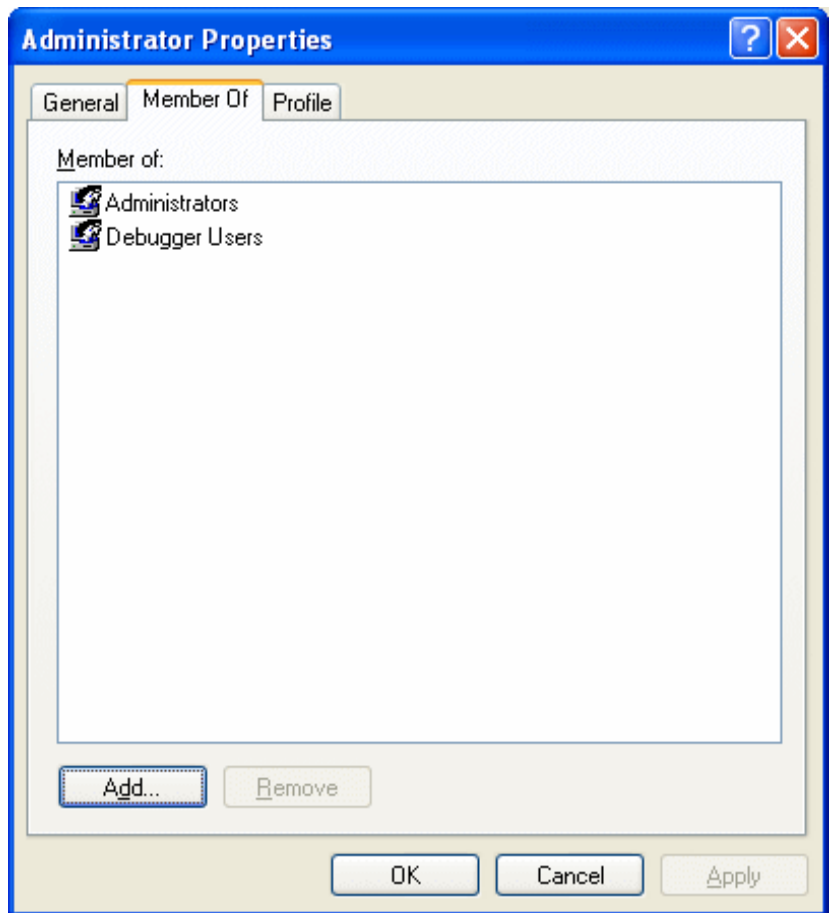 Administrator Properties
General Member Of Profile
Member of:
Administrators
Debugger Users
Add... Remove
OK Cancel Apply